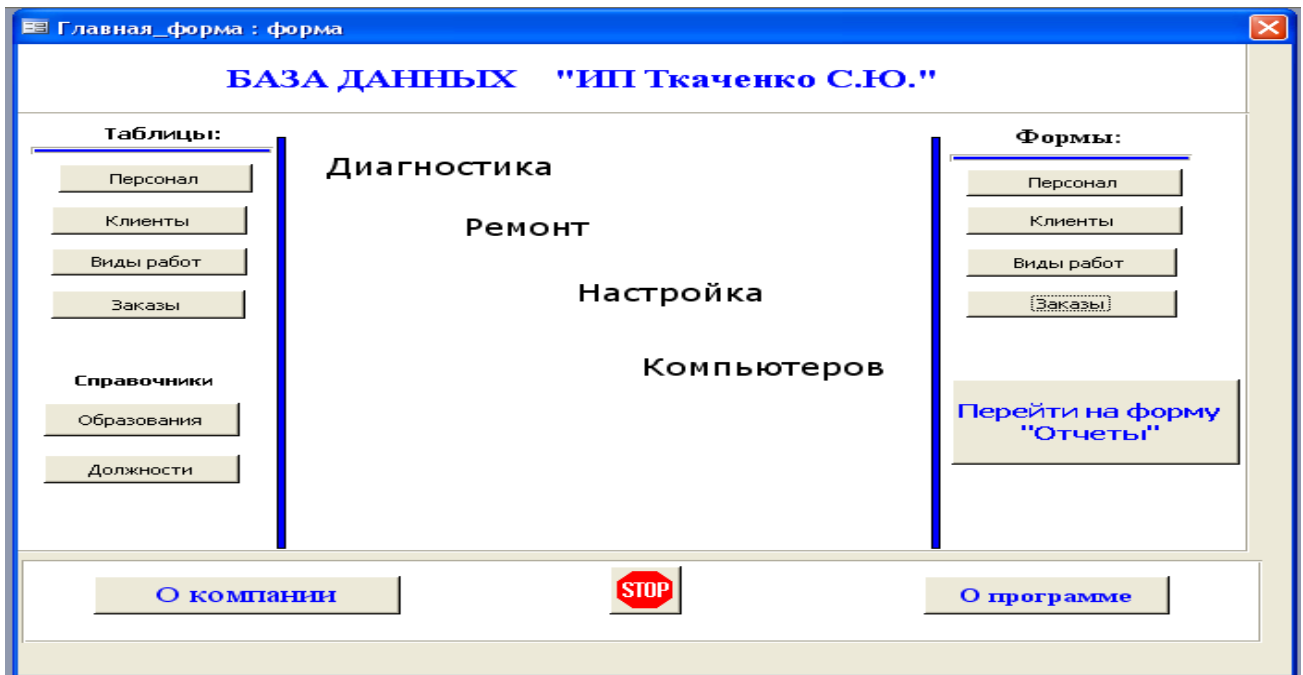 Главная_форма : форма
БАЗА ДАННЫХ "ИП Ткаченко С.Ю."
Таблицы:
Персонал
Клиенты
Виды работ
Заказы
Справочники
Образования
Должности
Диагностика
Ремонт
Настройка
Компьютеров
Формы:
Персонал
Клиенты
Виды работ
Заказы
Перейти на форму
"Отчеты"
О компании
STOP
О программе